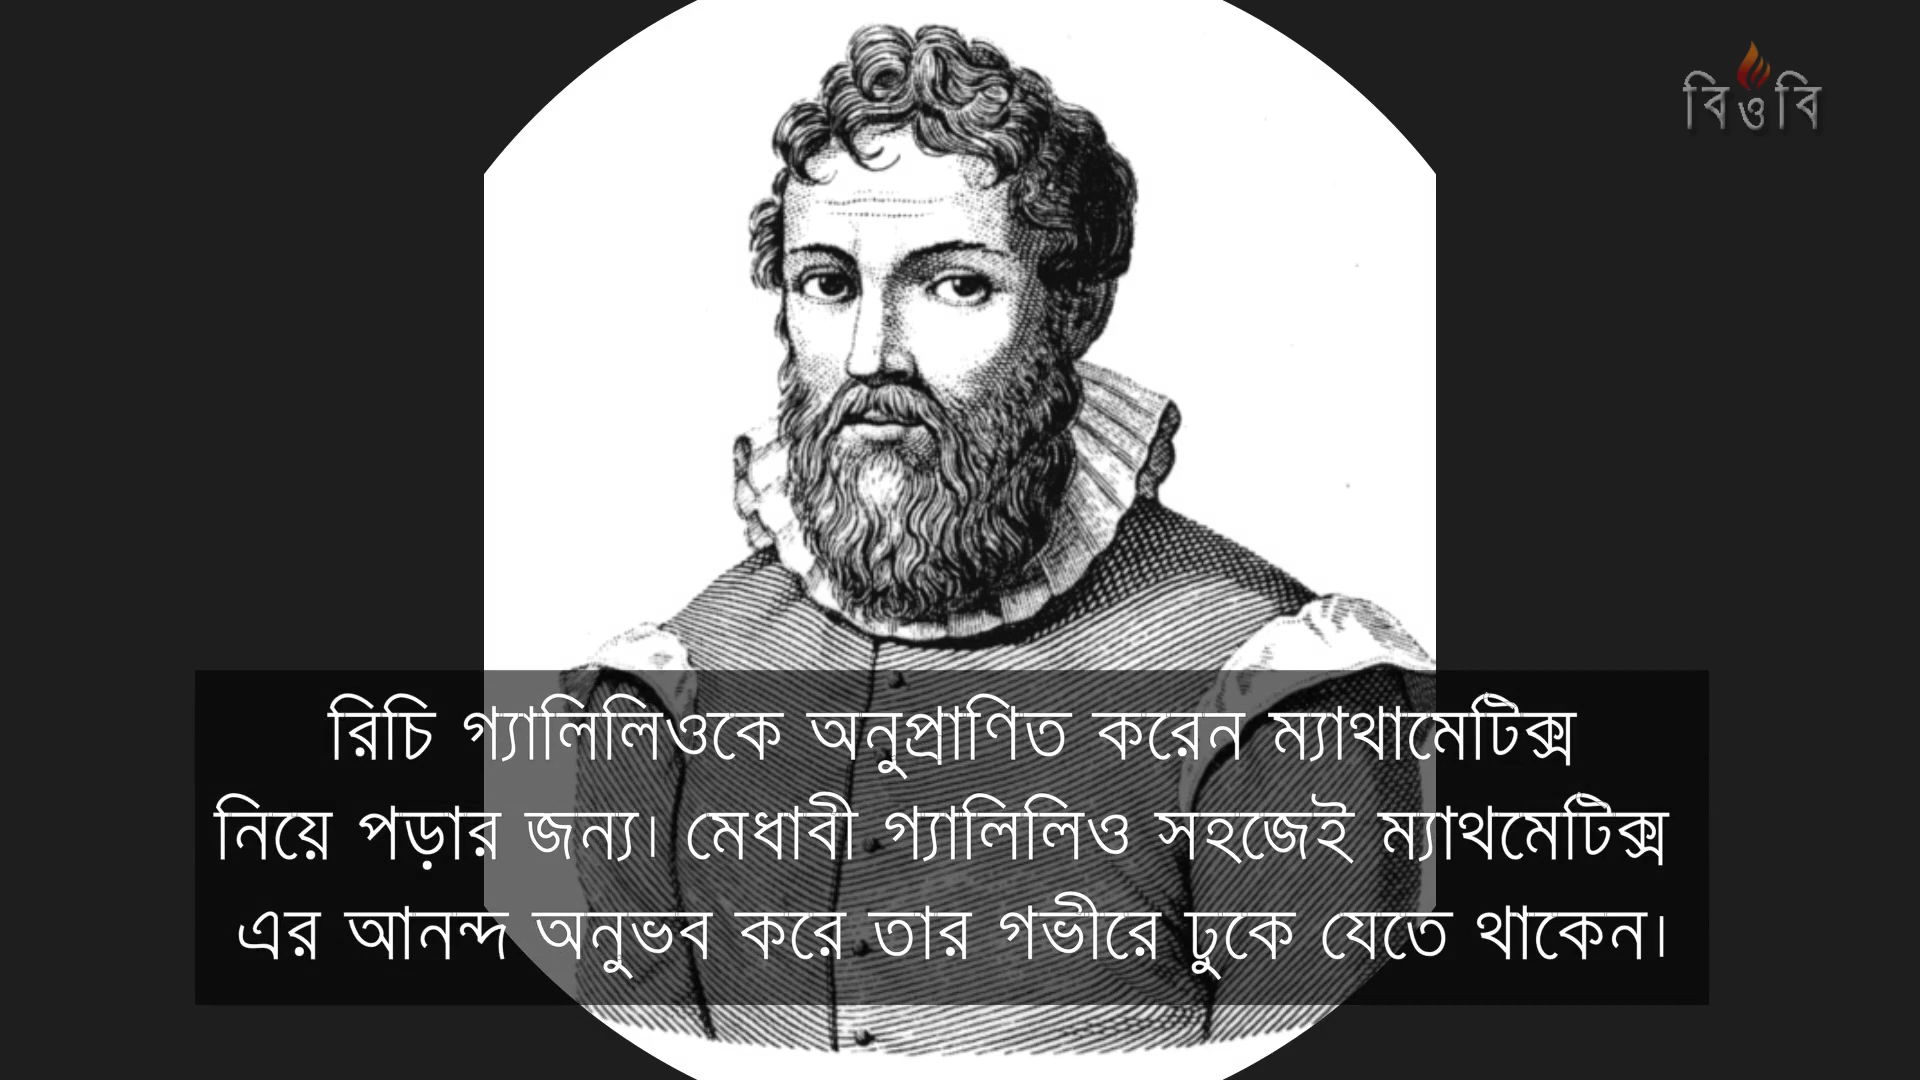 বিওবি
রিচি গ্যালিলিওকে অনুপ্রাণিত করেন ম্যাথামেটিক্স
নিয়ে পড়ার জন্য। মেধাবী গ্যালিলিও সহজেই ম্যাথমেটিক্স
এর আনন্দ অনুভব করে তার গভীরে ঢুকে যেতে থাকেন।